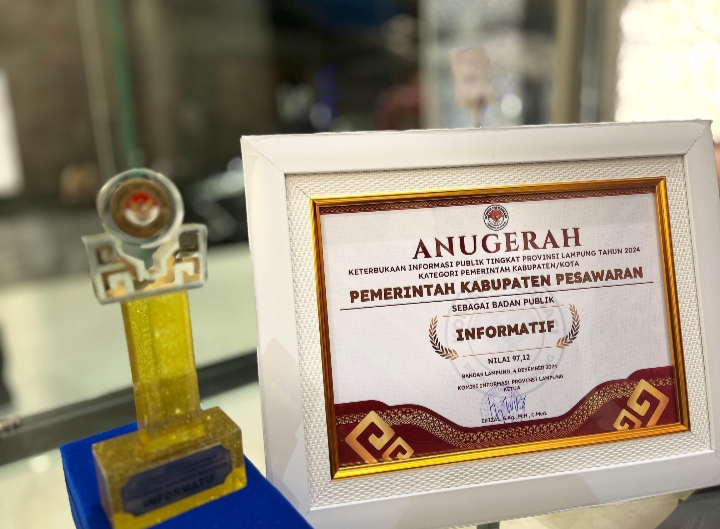 ANUGERAH
KETERBUKAAN INFORMASI PUBLIK TINGKAT PROVINSI LAMPUNG TAHUN 2024
KATEGORI PEMERINTAH KABUPATEN/KOTA
PEMERINTAH KABUPATEN PESAWARAN
SEBAGAI BADAN PUBLIK
INFORMATIF
NILAI 97,12
BANDAR LAMPUNG, 4 DESEMBER 2024
KOMISI INFORMASI PROVINSI LAMPUNG
KETUA
M.H., C.Med.
INFORMATIF